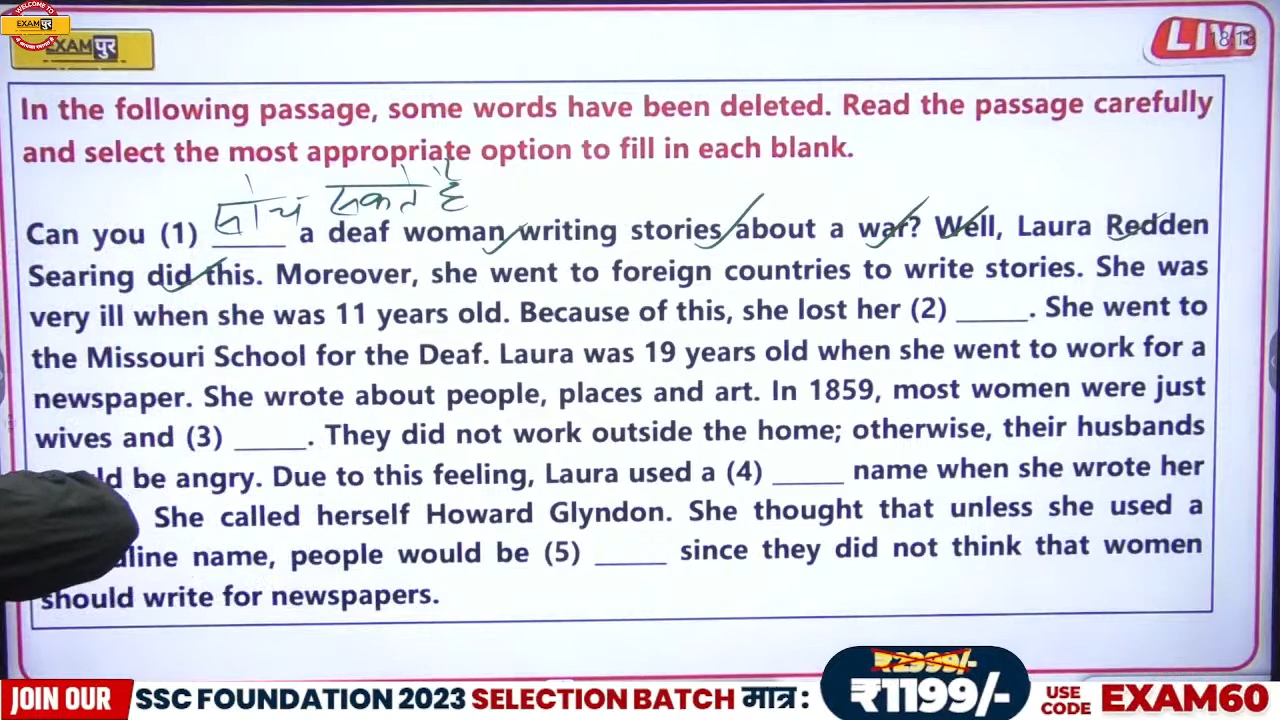 WELCOME TO
EXAM पुर
EXAM पुर
LIVE
In the following passage, some words have been deleted. Read the passage carefully
and select the most appropriate option to fill in each blank.
सोच सकते है
Can you (1) _____ a deaf woman writing stories about a war? Well, Laura Redden
Searing did this. Moreover, she went to foreign countries to write stories. She was
very ill when she was 11 years old. Because of this, she lost her (2) _____. She went to
the Missouri School for the Deaf. Laura was 19 years old when she went to work for a
newspaper. She wrote about people, places and art. In 1859, most women were just
wives and (3) _____. They did not work outside the home; otherwise, their husbands
be angry. Due to this feeling, Laura used a (4) _____ name when she wrote her
She called herself Howard Glyndon. She thought that unless she used a
name, people would be (5) _____ since they did not think that women
should write for newspapers.
JOIN OUR SSC FOUNDATION 2023 SELECTION BATCH मात्र : ₹2999/- ₹1199/- USE CODE EXAM60